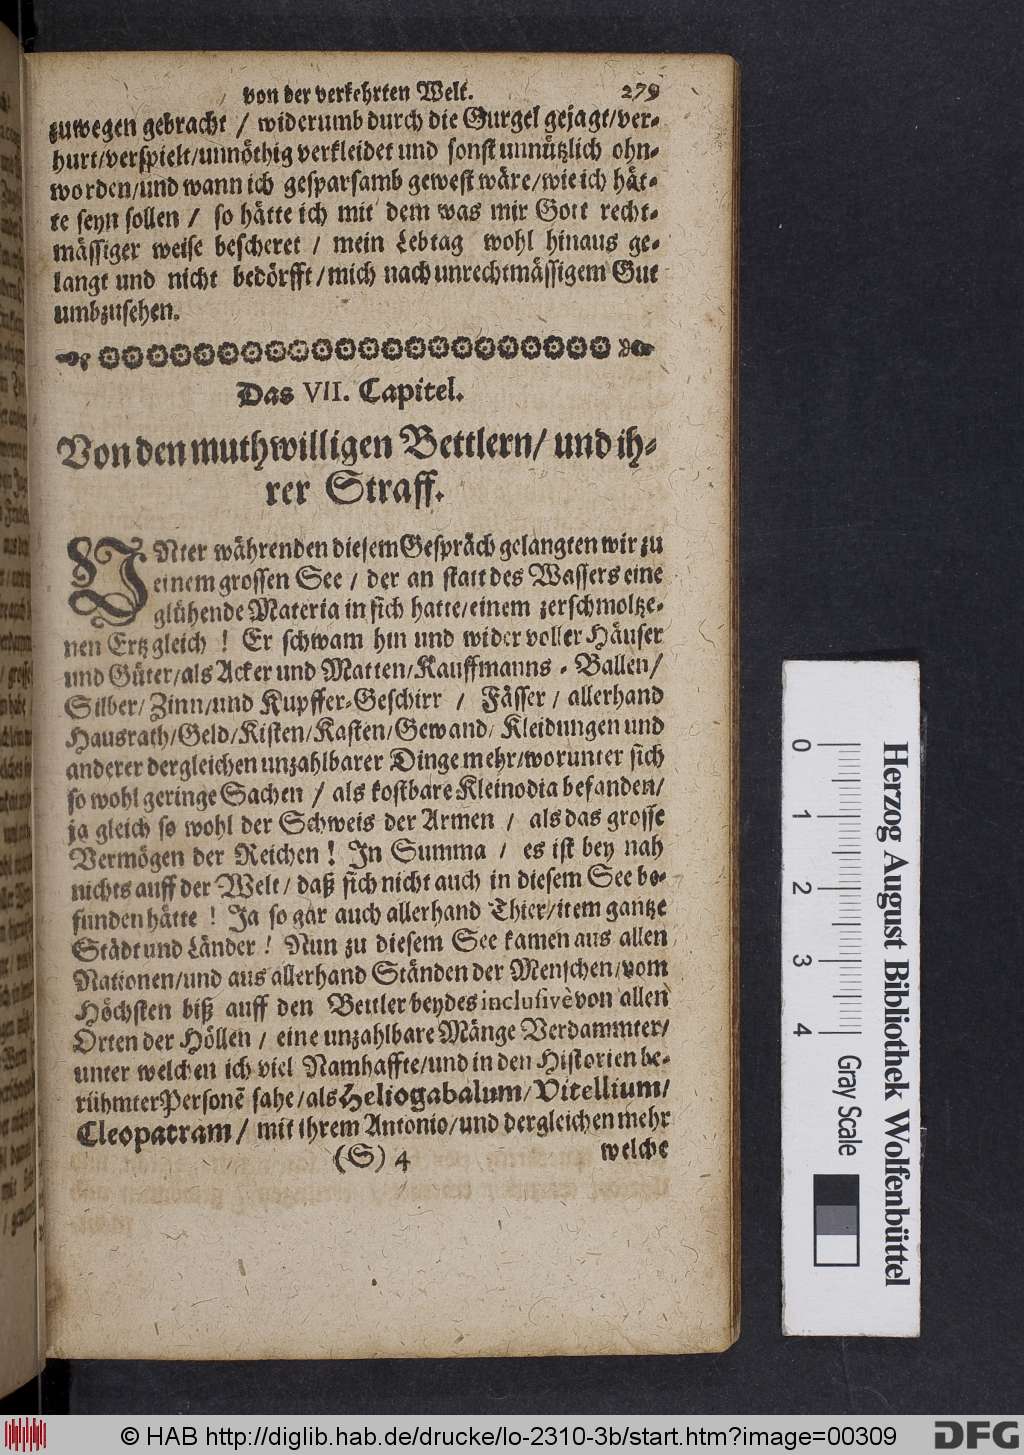 von der verkehrten Welt. 279
zuwegen gebracht / widerumb durch die Gurgel gejagt/ver-
hurt/verspielt/unnöthig verkleidet und sonst unnützlich ohn-
worden/und wann ich gesparsamb gewest wäre/wie ich hät-
te seyn sollen / so hätte ich mit dem was mir Gott recht-
mässiger weise bescheret / mein Lebtag wohl hinaus ge-
langt und nicht bedörfft/mich nach unrechtmässigem Gut
umbzusehen.
Das VII. Capitel.
Von den muthwilligen Bettlern/ und ih-
rer Straff.
UNter währenden diesem Gespräch gelangten wir zu
einem grossen See / der an statt des Wassers eine
glühende Materia in sich hatte/einem zerschmoltze-
nen Ertz gleich ! Er schwam hin und wider voller Häuser
und Güter/als Acker und Matten/Kauffmanns-Ballen/
Silber/Zinn/und Kupffer-Geschirr / Fässer / allerhand
Hausrath/Geld/Kisten/Kasten/Gewand/Kleidungen und
anderer dergleichen unzahlbarer Dinge mehr/worunter sich
so wohl geringe Sachen / als kostbare Kleinodia befanden/
ja gleich so wohl der Schweis der Armen / als das grosse
Vermögen der Reichen ! In Summa / es ist bey nah
nichts auff der Welt / daß sich nicht auch in diesem See be-
funden hätte ! Ja so gar auch allerhand Thier/item gantze
Städt und Länder ! Nun zu diesem See kamen aus allen
Nationen/und aus allerhand Ständen der Menschen/vom
Höchsten biß auff den Bettler beydes inclusivè von allen
Orten der Höllen / eine unzahlbare Mänge Verdammter/
unter welchen ich viel Namhaffte/und in den Historien be-
rühmter Personē sahe/als Heliogabalum/Vitellium/
Cleopatram/ mit ihrem Antonio/und dergleichen mehr
(S) 4 welche
Herzog August Bibliothek Wolfenbüttel
0 1 2 3 4 Gray Scale
© HAB http://diglib.hab.de/drucke/lo-2310-3b/start.htm?image=00309
DFG